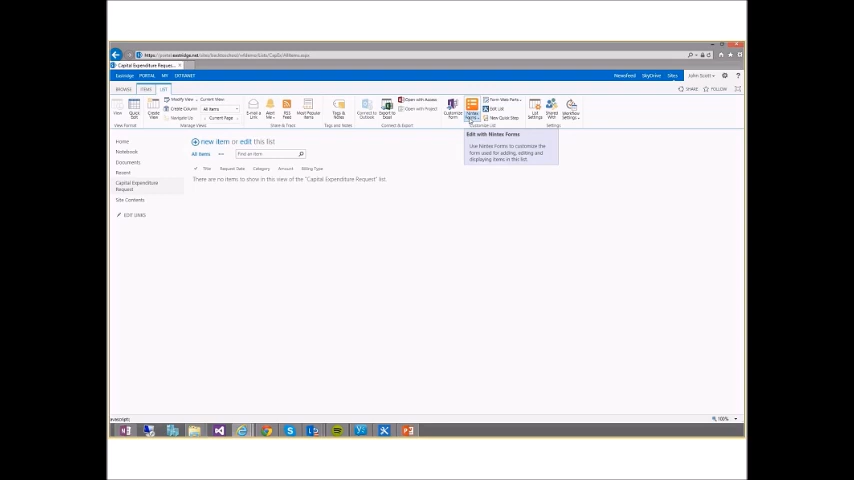 Capital Expenditure Reques...
Eastridge PORTAL MY EXTRANET NewsFeed SkyDrive Sites John Scott ?
BROWSE ITEMS LIST SHARE FOLLOW
View Quick Edit Create View Modify View Create Column Navigate Up Current View: All Items Current Page E-mail a Link Alert Me RSS Feed Most Popular Items Tags & Notes Connect to Outlook Export to Excel Open with Access Open with Project Customize Form Nintex Forms Form Web Parts Edit List New Quick Step List Settings Shared With Workflow Settings
View Format Manage Views Share & Track Tags and Notes Connect & Export Customize List Settings
Edit with Nintex Forms
Use Nintex Forms to customize the
form used for adding, editing and
displaying items in this list.
Home
Notebook
Documents
Recent
Capital Expenditure
Request
Site Contents
EDIT LINKS
new item or edit this list
All Items ... Find an item
Title Request Date Category Amount Billing Type
There are no items to show in this view of the "Capital Expenditure Request" list.
100%